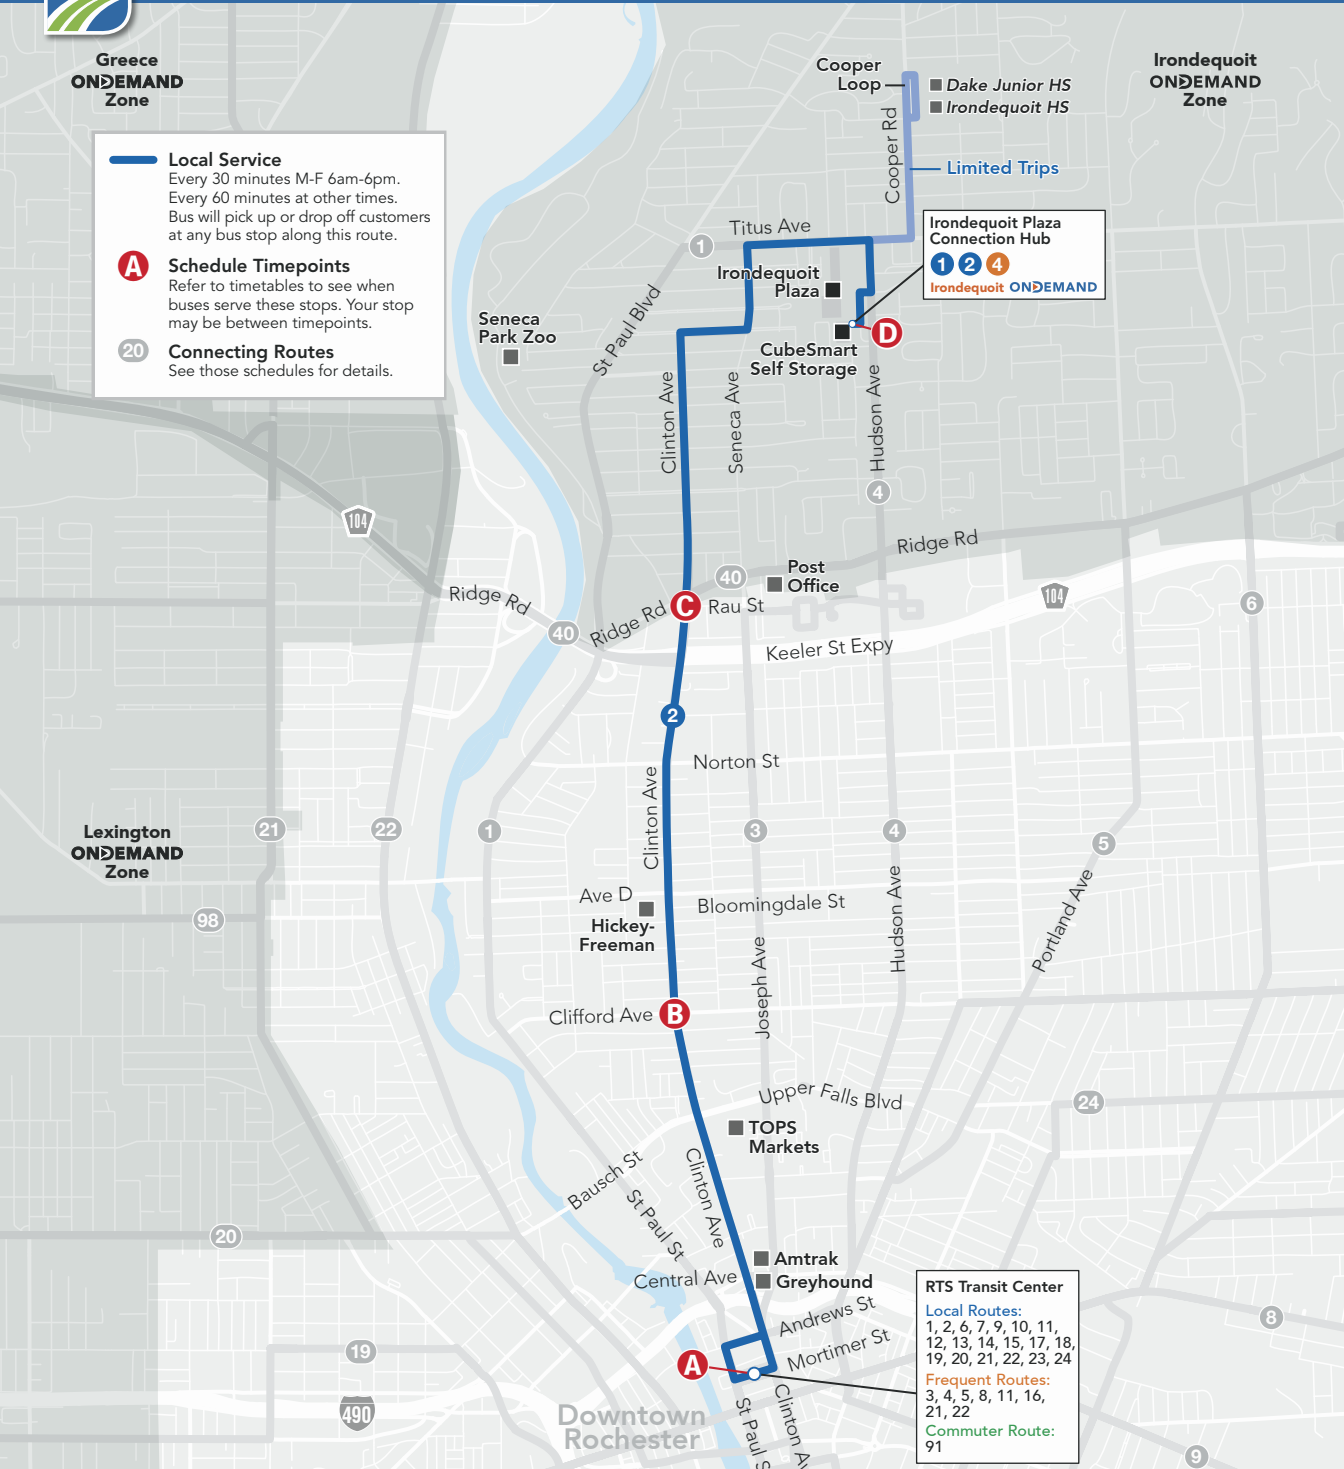 Greece
ONDEMAND
Zone
Irondequoit
ONDEMAND
Zone
Cooper
Loop
Dake Junior HS
Irondequoit HS
Cooper Rd
Limited Trips
Local Service
Every 30 minutes M-F 6am-6pm.
Every 60 minutes at other times.
Bus will pick up or drop off customers
at any bus stop along this route.
A
Schedule Timepoints
Refer to timetables to see when
buses serve these stops. Your stop
may be between timepoints.
20
Connecting Routes
See those schedules for details.
Titus Ave
1
Irondequoit Plaza
Connection Hub
1 2 4
Irondequoit ONDEMAND
Irondequoit
Plaza
D
CubeSmart
Self Storage
Seneca
Park Zoo
St Paul Blvd
Clinton Ave
Seneca Ave
Hudson Ave
4
104
Ridge Rd
Ridge Rd
40
Post
Office
C
Rau St
Ridge Rd
40
104
6
Keeler St Expy
2
Norton St
Clinton Ave
Lexington
ONDEMAND
Zone
21
22
1
3
4
5
Ave D
Bloomingdale St
Hickey-
Freeman
98
Hudson Ave
Portland Ave
Joseph Ave
Clifford Ave
B
Upper Falls Blvd
24
TOPS
Markets
Bausch St
St Paul St
Clinton Ave
20
Amtrak
Greyhound
Central Ave
Andrews St
Mortimer St
A
19
490
8
9
Downtown
Rochester
St Paul S
Clinton Av
RTS Transit Center
Local Routes:
1, 2, 6, 7, 9, 10, 11,
12, 13, 14, 15, 17, 18,
19, 20, 21, 22, 23, 24
Frequent Routes:
3, 4, 5, 8, 11, 16,
21, 22
Commuter Route:
91